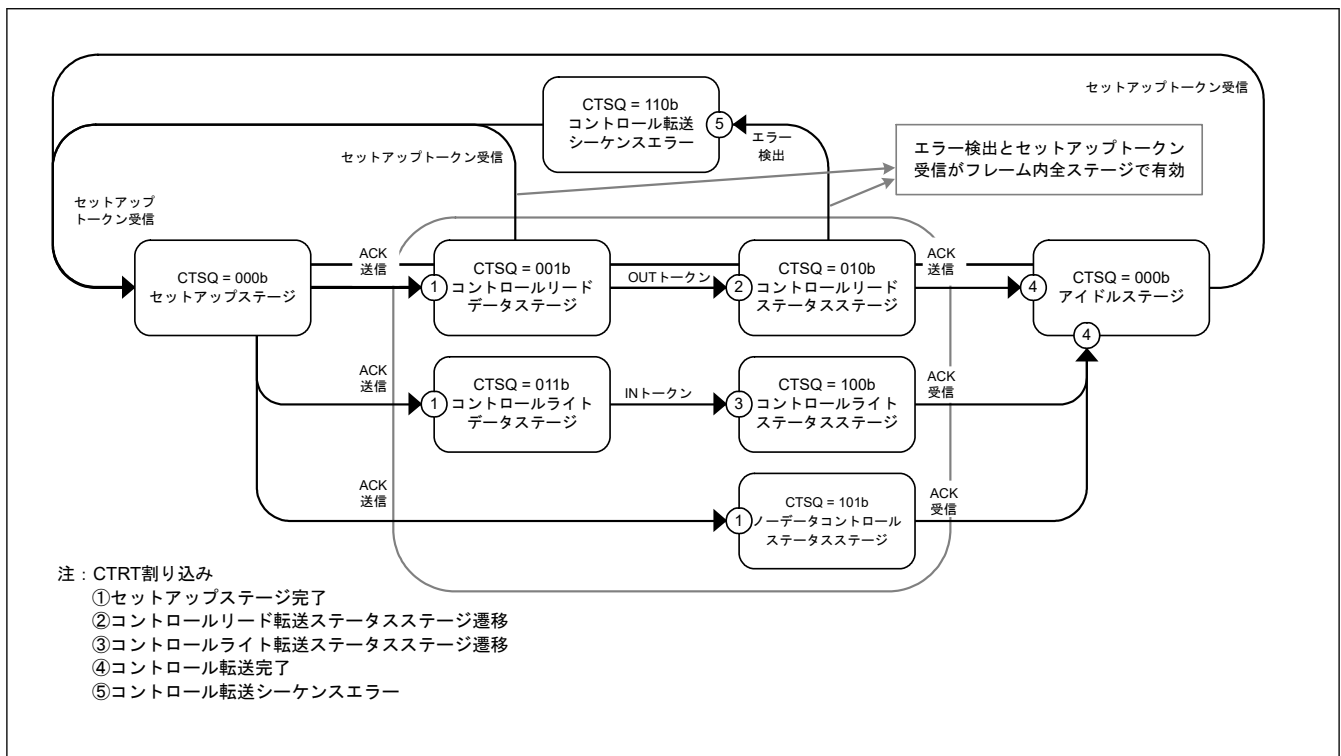 セットアップトークン受信
CTSQ = 110b
コントロール転送
シーケンスエラー
5
エラー
検出
セットアップトークン受信
エラー検出とセットアップトークン
受信がフレーム内全ステージで有効
セットアップ
トークン受信
CTSQ = 000b
セットアップステージ
ACK
送信
1
CTSQ = 001b
コントロールリード
データステージ
OUTトークン
2
CTSQ = 010b
コントロールリード
ステータスステージ
ACK
送信
4
CTSQ = 000b
アイドルステージ
4
ACK
送信
1
CTSQ = 011b
コントロールライト
データステージ
INトークン
3
CTSQ = 100b
コントロールライト
ステータスステージ
ACK
受信
ACK
送信
1
CTSQ = 101b
ノーデータコントロール
ステータスステージ
ACK
受信
注：CTRT割り込み
①セットアップステージ完了
②コントロールリード転送ステータスステージ遷移
③コントロールライト転送ステータスステージ遷移
④コントロール転送完了
⑤コントロール転送シーケンスエラー